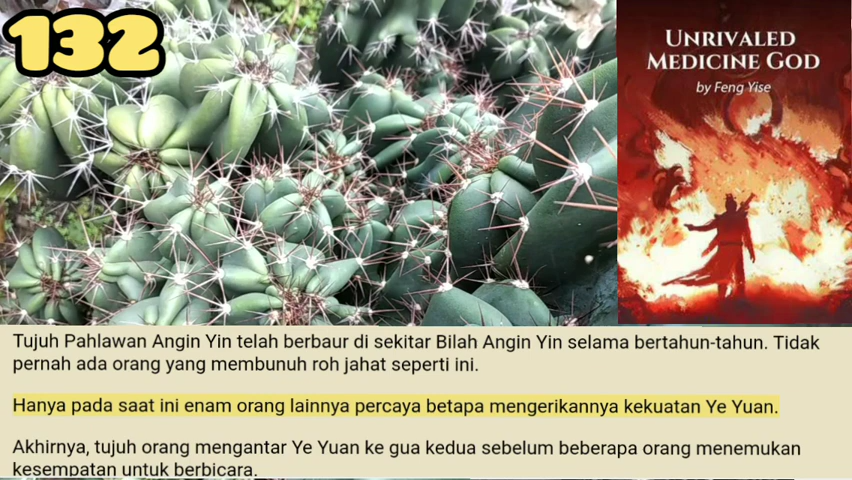 132
UNRIVALED
MEDICINE GOD
by Feng Yise
Tujuh Pahlawan Angin Yin telah berbaur di sekitar Bilah Angin Yin selama bertahun-tahun. Tidak
pernah ada orang yang membunuh roh jahat seperti ini.
Hanya pada saat ini enam orang lainnya percaya betapa mengerikannya kekuatan Ye Yuan.
Akhirnya, tujuh orang mengantar Ye Yuan ke gua kedua sebelum beberapa orang menemukan
kesempatan untuk berbicara.